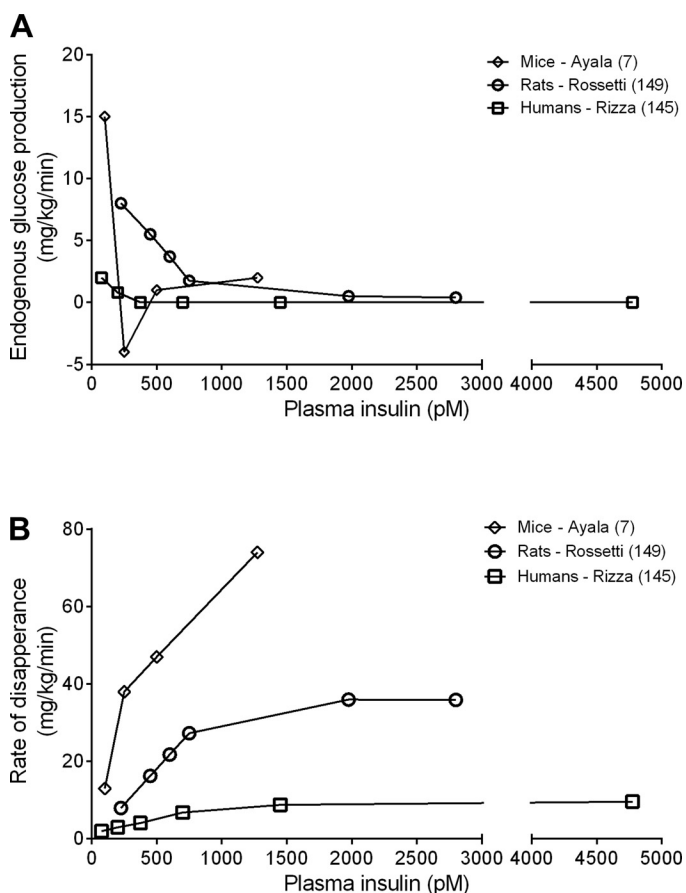 A
Endogenous glucose production
(mg/kg/min)
20
15
10
5
0
-5
Mice - Ayala (7)
Rats - Rossetti (149)
Humans - Rizza (145)
0 500 1000 1500 2000 2500 3000 4000 4500 5000
Plasma insulin (pM)
B
Rate of disapperance
(mg/kg/min)
80
60
40
20
0
Mice - Ayala (7)
Rats - Rossetti (149)
Humans - Rizza (145)
0 500 1000 1500 2000 2500 3000 4000 4500 5000
Plasma insulin (pM)